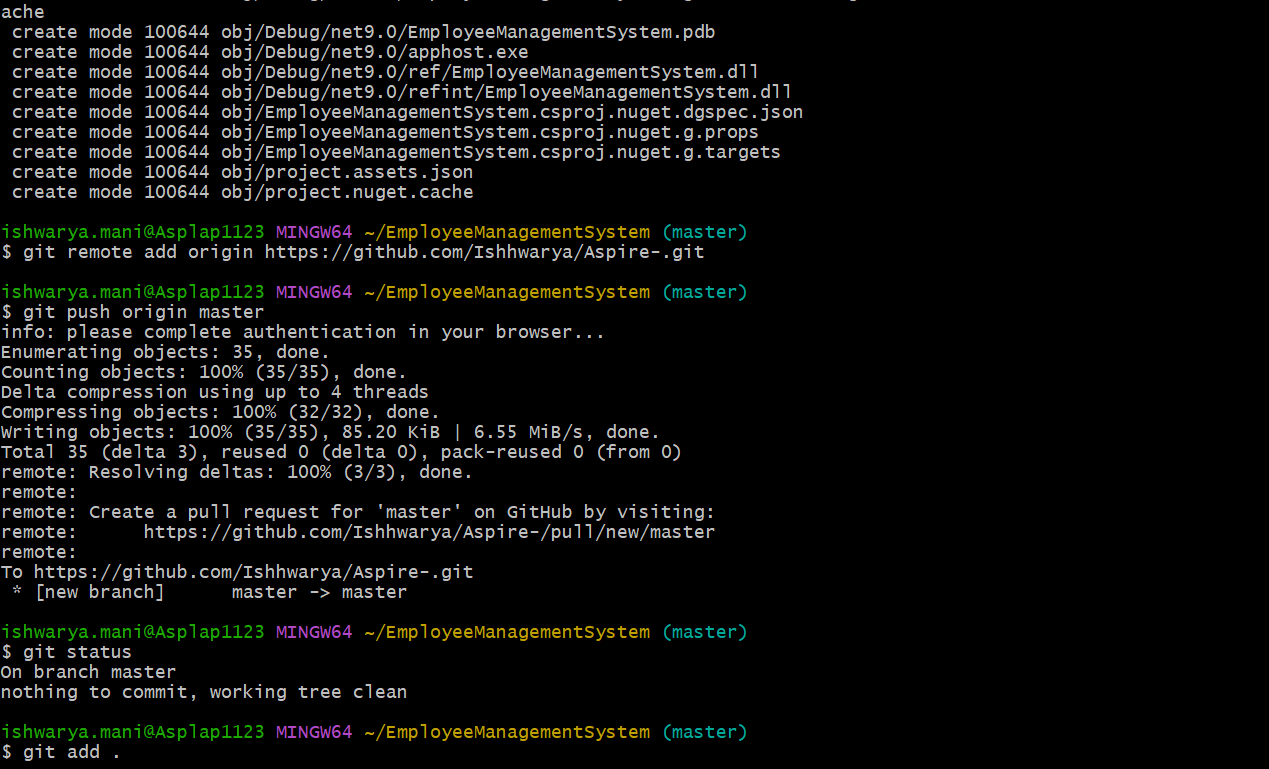 ache
 create mode 100644 obj/Debug/net9.0/EmployeeManagementSystem.pdb
 create mode 100644 obj/Debug/net9.0/apphost.exe
 create mode 100644 obj/Debug/net9.0/ref/EmployeeManagementSystem.dll
 create mode 100644 obj/Debug/net9.0/refint/EmployeeManagementSystem.dll
 create mode 100644 obj/EmployeeManagementSystem.csproj.nuget.dgspec.json
 create mode 100644 obj/EmployeeManagementSystem.csproj.nuget.g.props
 create mode 100644 obj/EmployeeManagementSystem.csproj.nuget.g.targets
 create mode 100644 obj/project.assets.json
 create mode 100644 obj/project.nuget.cache
ishwarya.mani@Asplap1123 MINGW64 ~/EmployeeManagementSystem (master)
$ git remote add origin https://github.com/Ishhwarya/Aspire-.git
ishwarya.mani@Asplap1123 MINGW64 ~/EmployeeManagementSystem (master)
$ git push origin master
info: please complete authentication in your browser...
Enumerating objects: 35, done.
Counting objects: 100% (35/35), done.
Delta compression using up to 4 threads
Compressing objects: 100% (32/32), done.
Writing objects: 100% (35/35), 85.20 KiB | 6.55 MiB/s, done.
Total 35 (delta 3), reused 0 (delta 0), pack-reused 0 (from 0)
remote: Resolving deltas: 100% (3/3), done.
remote:
remote: Create a pull request for 'master' on GitHub by visiting:
remote:      https://github.com/Ishhwarya/Aspire-/pull/new/master
remote:
To https://github.com/Ishhwarya/Aspire-.git
 * [new branch]      master -> master
ishwarya.mani@Asplap1123 MINGW64 ~/EmployeeManagementSystem (master)
$ git status
On branch master
nothing to commit, working tree clean
ishwarya.mani@Asplap1123 MINGW64 ~/EmployeeManagementSystem (master)
$ git add .